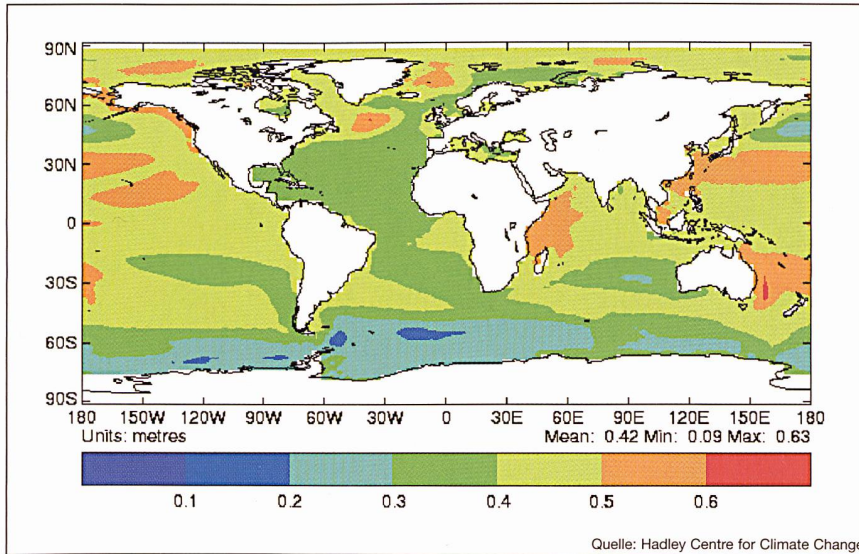 90N
60N
30N
0
30S
60S
90S
180 150W 120W 90W 60W 30W 0 30E 60E 90E 120E 150E 180
Units: metres Mean: 0.42 Min: 0.09 Max: 0.63
0.1 0.2 0.3 0.4 0.5 0.6
Quelle: Hadley Centre for Climate Change